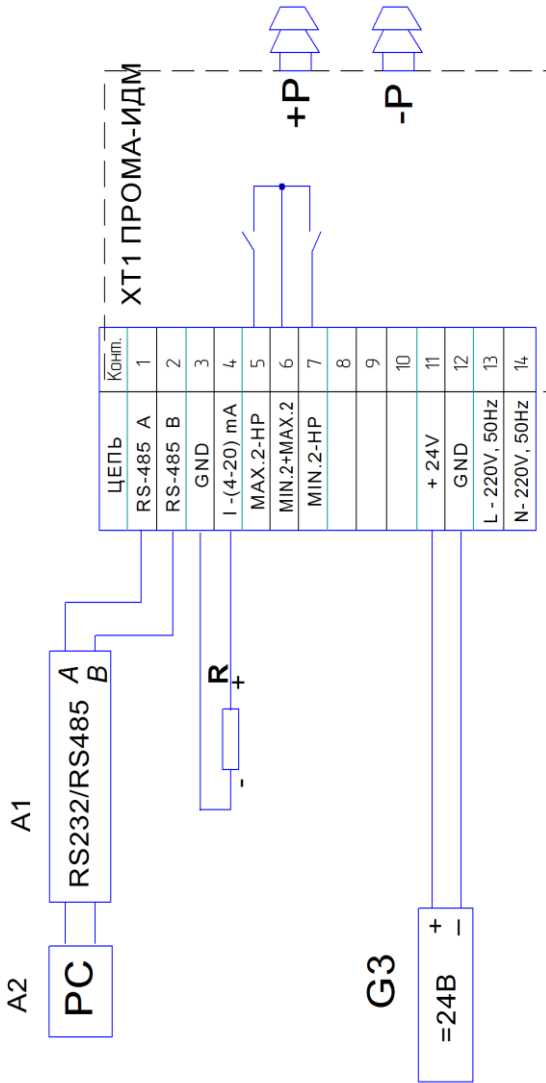 A2
A1
PC
RS232/RS485
A
B
XT1 ПРОМА-ИДМ
ЦЕПЬ Конт.
RS-485 A 1
RS-485 B 2
GND 3
I -(4-20) mA 4
MAX.2-НР 5
MIN.2+MAX.2 6
MIN.2-НР 7
8
9
10
+ 24V 11
GND 12
L - 220V, 50Hz 13
N- 220V, 50Hz 14
R
+
-
+P
-P
G3
=24В
+
−